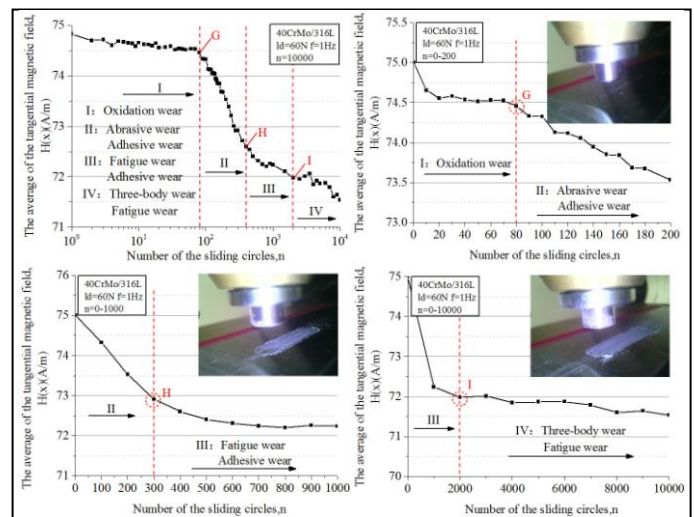 The average of the tangential magnetic field,
H(x)(A/m)
75
74
73
72
71
40CrMo/316L
ld=60N f=1Hz
n=10000
G
I
I：Oxidation wear
II：Abrasive wear
Adhesive wear
III：Fatigue wear
Adhesive wear
IV：Three-body wear
Fatigue wear
H
I
II
III
IV
10^0
10^1
10^2
10^3
10^4
Number of the sliding circles,n
The average of the tangential magnetic field,
H(x)(A/m)
75.5
75.0
74.5
74.0
73.5
73.0
40CrMo/316L
ld=60N f=1Hz
n=0-200
G
I：Oxidation wear
II：Abrasive wear
Adhesive wear
0 20 40 60 80 100 120 140 160 180 200
Number of the sliding circles,n
The average of the tangential magnetic field,
H(x)(A/m)
76
75
74
73
72
71
40CrMo/316L
ld=60N f=1Hz
n=0-1000
H
II
III：Fatigue wear
Adhesive wear
0 100 200 300 400 500 600 700 800 900 1000
Number of the sliding circles,n
The average of the tangential magnetic field,
H(x)(A/m)
75
74
73
72
71
70
40CrMo/316L
ld=60N f=1Hz
n=0-10000
I
III
IV：Three-body wear
Fatigue wear
0 2000 4000 6000 8000 10000
Number of the sliding circles,n